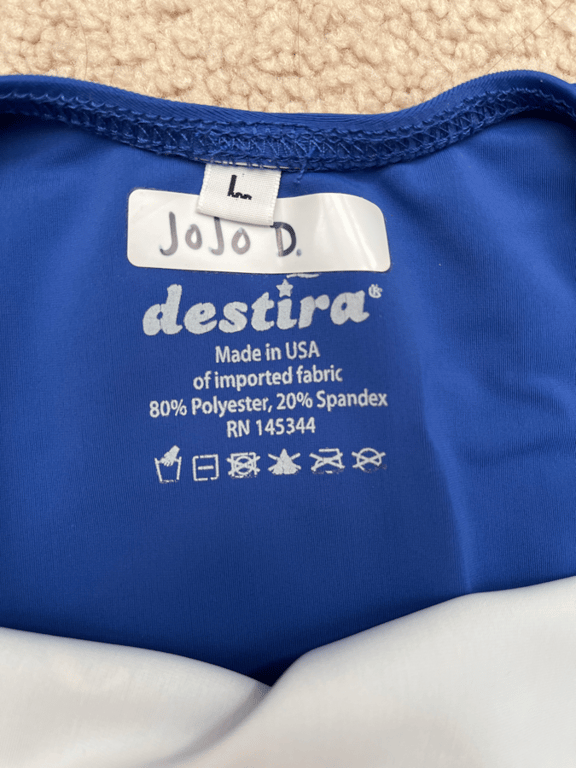 L
JoJo D.
destira®
Made in USA
of imported fabric
80% Polyester, 20% Spandex
RN 145344